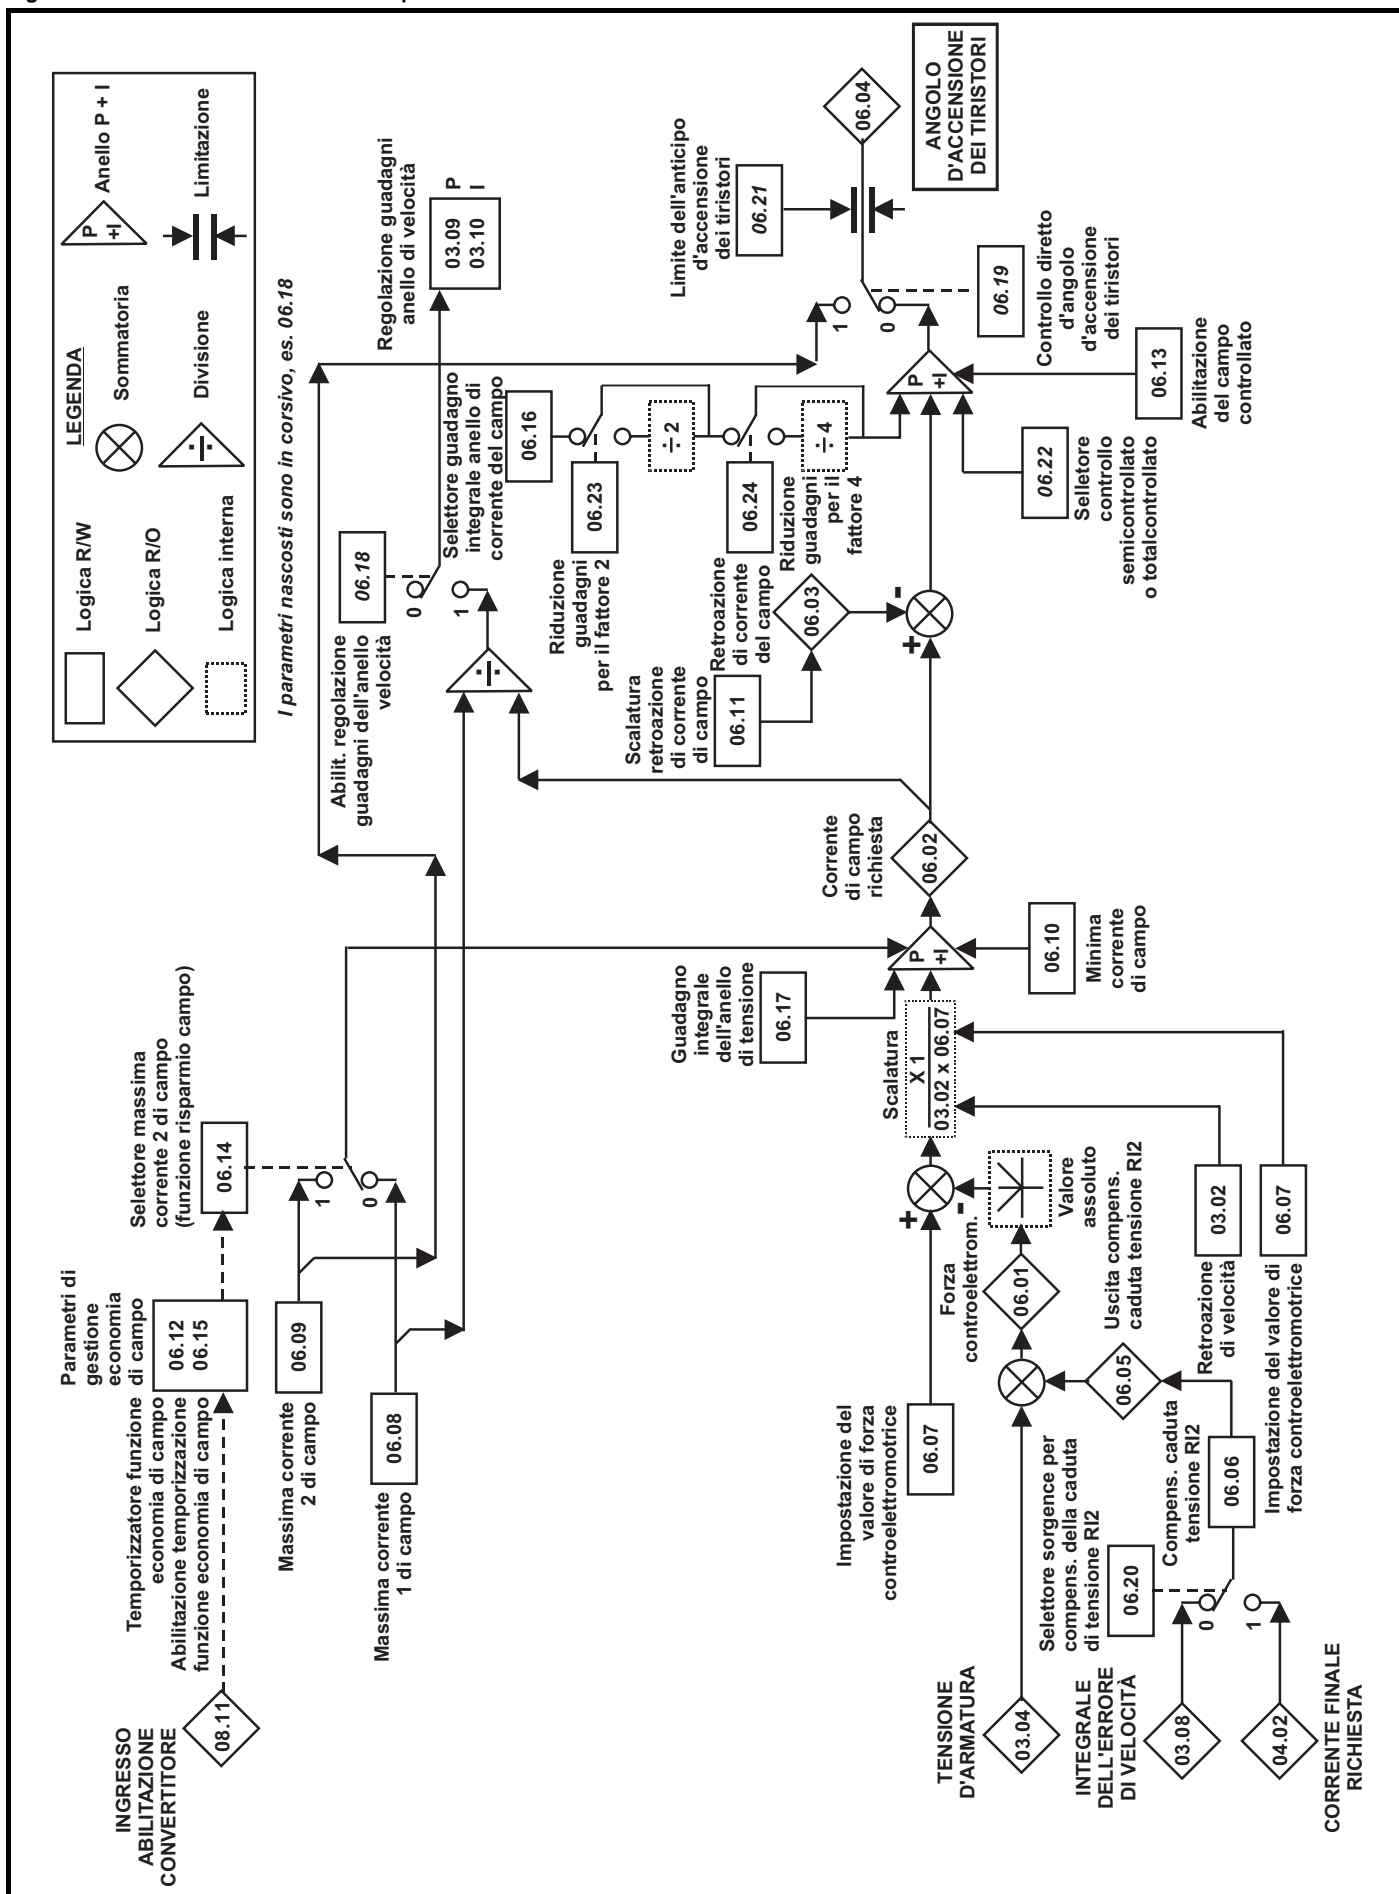 LEGENDA
Logica R/W
Sommatoria
P
+I
Anello P + I
Logica R/O
Divisione
Limitazione
Logica interna
I parametri nascosti sono in corsivo, es. 06.18
INGRESSO
ABILITAZIONE
CONVERTITORE
08.11
Temporizzatore funzione
economia di campo
Abilitazione temporizzazione
funzione economia di campo
Parametri di
gestione
economia
di campo
06.12
06.15
Selettore massima
corrente 2 di campo
(funzione risparmio campo)
06.14
1
0
Massima corrente
2 di campo
06.09
Massima corrente
1 di campo
06.08
Abilit. regolazione
guadagni dell'anello
velocità
06.18
0
1
Regolazione guadagni
anello di velocità
03.09
03.10
P
I
Selettore guadagno
integrale anello di
corrente del campo
06.16
Riduzione
guadagni
per il fattore 2
06.23
÷ 2
Riduzione
guadagni
per il
fattore 4
06.24
÷ 4
Limite dell'anticipo
d'accensione
dei tiristori
06.21
06.04
ANGOLO
D'ACCENSIONE
DEI TIRISTORI
1
0
06.19
Controllo diretto
d'angolo
d'accensione
dei tiristori
P
+I
06.13
Abilitazione
del campo
controllato
06.22
Selletore
controllo
semicontrollato
o totalcontrollato
Scalatura
retroazione
di corrente
di campo
06.11
Retroazione
di corrente
del campo
06.03
+
-
Corrente
di campo
richiesta
06.02
Guadagno
integrale
dell'anello
di tensione
06.17
P
+I
06.10
Minima
corrente
di campo
Scalatura
X 1
03.02 x 06.07
+
-
Valore
assoluto
Forza
controelettrom.
06.01
Impostazione del
valore di forza
controelettromotrice
06.07
Uscita compens.
caduta tensione RI2
06.05
Retroazione
di velocità
03.02
Impostazione del valore di
forza controelettromotrice
06.07
Compens. caduta
tensione RI2
06.06
Selettore sorgence per
compens. della caduta
di tensione RI2
06.20
0
1
TENSIONE
D'ARMATURA
03.04
INTEGRALE
DELL'ERRORE
DI VELOCITÀ
03.08
04.02
CORRENTE FINALE
RICHIESTA